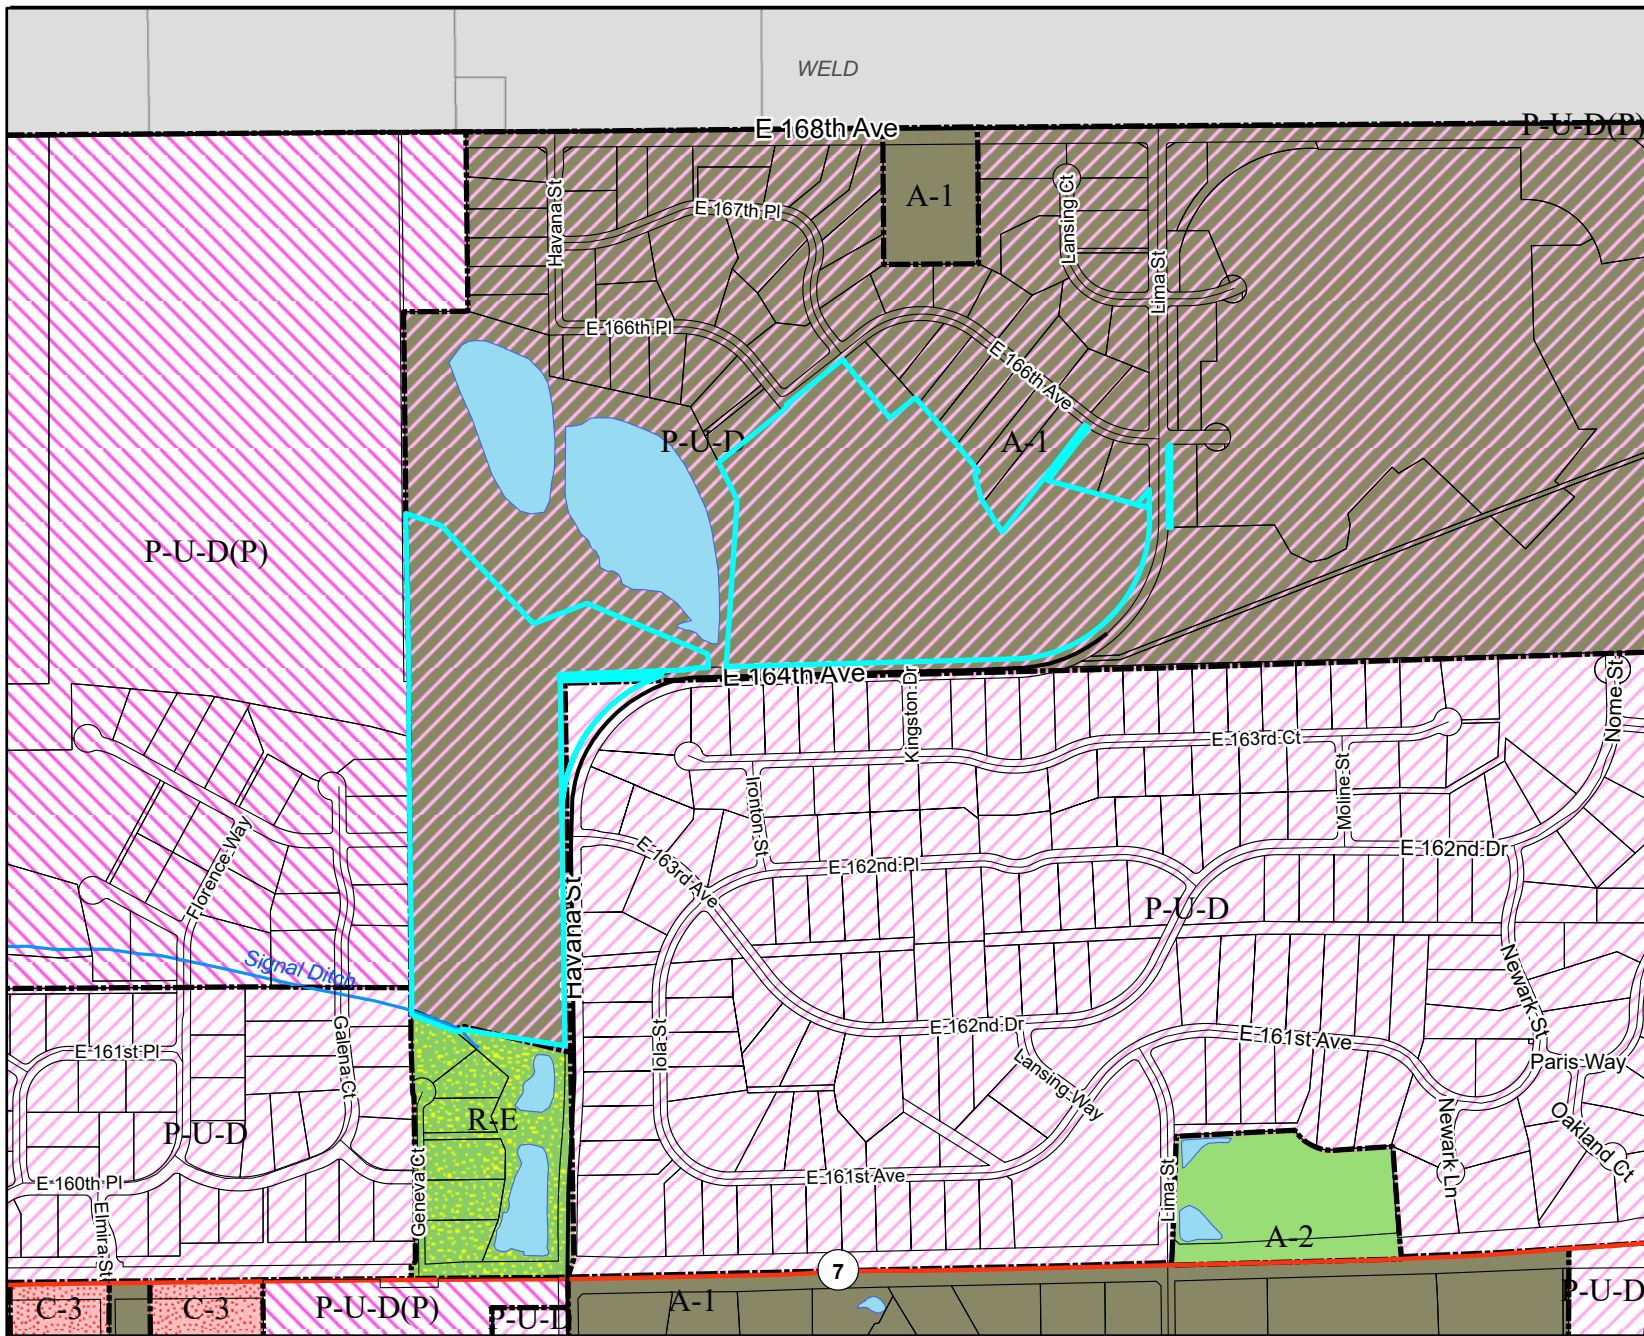 WELD
E 168th Ave
P-U-D(P)
A-1
Havana St
E 167th Pl
Lansing Ct
Lima St
E 166th Pl
E 166th Ave
P-U-D
A-1
P-U-D(P)
E 164th Ave
Kingston Dr
Nome St
E 163rd Ct
Moline St
Ironton St
Florence Way
E 163rd Ave
E 162nd Pl
E 162nd Dr
P-U-D
Havana St
Signal Ditch
Newark St
Galena Ct
E 162nd Dr
E 161st Ave
Iola St
E 161st Pl
Lansing Way
Paris Way
R-E
P-U-D
Newark Ln
Oakland Ct
E 160th Pl
Geneva Ct
E 161st Ave
Lima St
Elmira St
A-2
7
C-3
C-3
P-U-D(P)
P-U-D
A-1
P-U-D